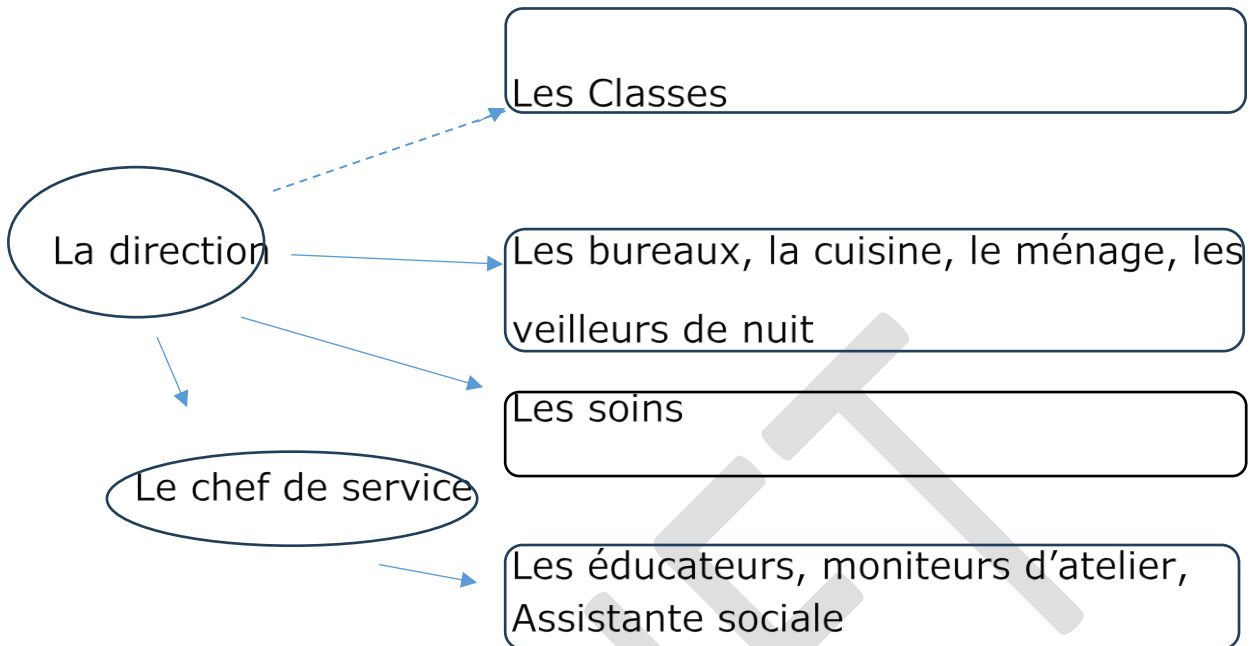 Les Classes
La direction
Les bureaux, la cuisine, le ménage, les
veilleurs de nuit
Les soins
Le chef de service
Les éducateurs, moniteurs d’atelier,
Assistante sociale